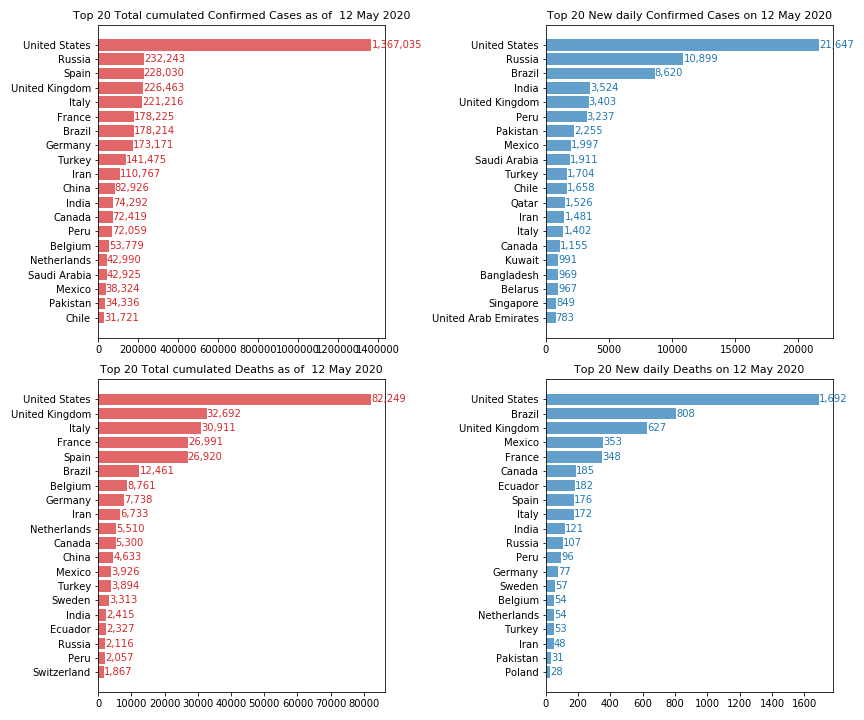 Top 20 Total cumulated Confirmed Cases as of  12 May 2020
United States 1,367,035
Russia 232,243
Spain 228,030
United Kingdom 226,463
Italy 221,216
France 178,225
Brazil 178,214
Germany 173,171
Turkey 141,475
Iran 110,767
China 82,926
India 74,292
Canada 72,419
Peru 72,059
Belgium 53,779
Netherlands 42,990
Saudi Arabia 42,925
Mexico 38,324
Pakistan 34,336
Chile 31,721
0 200000 400000 600000 800000 1000000 1200000 1400000
Top 20 New daily Confirmed Cases on 12 May 2020
United States 21,647
Russia 10,899
Brazil 8,620
India 3,524
United Kingdom 3,403
Peru 3,237
Pakistan 2,255
Mexico 1,997
Saudi Arabia 1,911
Turkey 1,704
Chile 1,658
Qatar 1,526
Iran 1,481
Italy 1,402
Canada 1,155
Kuwait 991
Bangladesh 969
Belarus 967
Singapore 849
United Arab Emirates 783
0 5000 10000 15000 20000
Top 20 Total cumulated Deaths as of  12 May 2020
United States 82,249
United Kingdom 32,692
Italy 30,911
France 26,991
Spain 26,920
Brazil 12,461
Belgium 8,761
Germany 7,738
Iran 6,733
Netherlands 5,510
Canada 5,300
China 4,633
Mexico 3,926
Turkey 3,894
Sweden 3,313
India 2,415
Ecuador 2,327
Russia 2,116
Peru 2,057
Switzerland 1,867
0 10000 20000 30000 40000 50000 60000 70000 80000
Top 20 New daily Deaths on 12 May 2020
United States 1,692
Brazil 808
United Kingdom 627
Mexico 353
France 348
Canada 185
Ecuador 182
Spain 176
Italy 172
India 121
Russia 107
Peru 96
Germany 77
Sweden 57
Belgium 54
Netherlands 54
Turkey 53
Iran 48
Pakistan 31
Poland 28
0 200 400 600 800 1000 1200 1400 1600